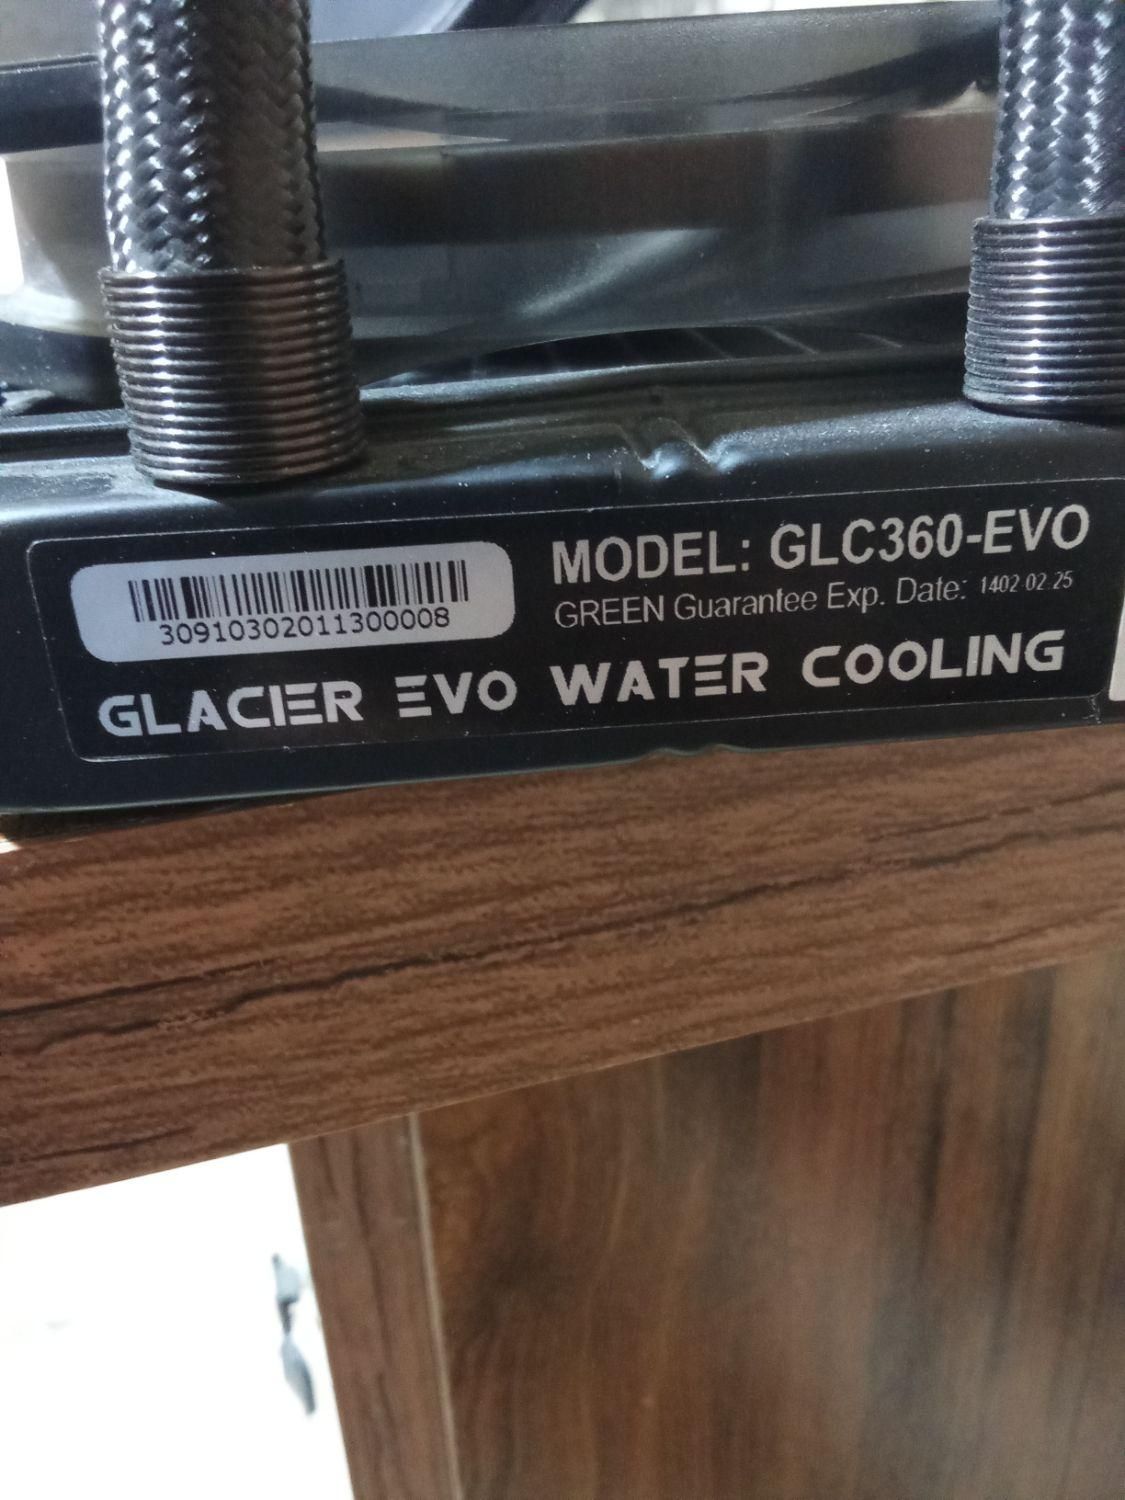 30910302011300008
MODEL: GLC360-EVO
GREEN Guarantee Exp. Date: 1402 02 25
GLACIER EVO WATER COOLING